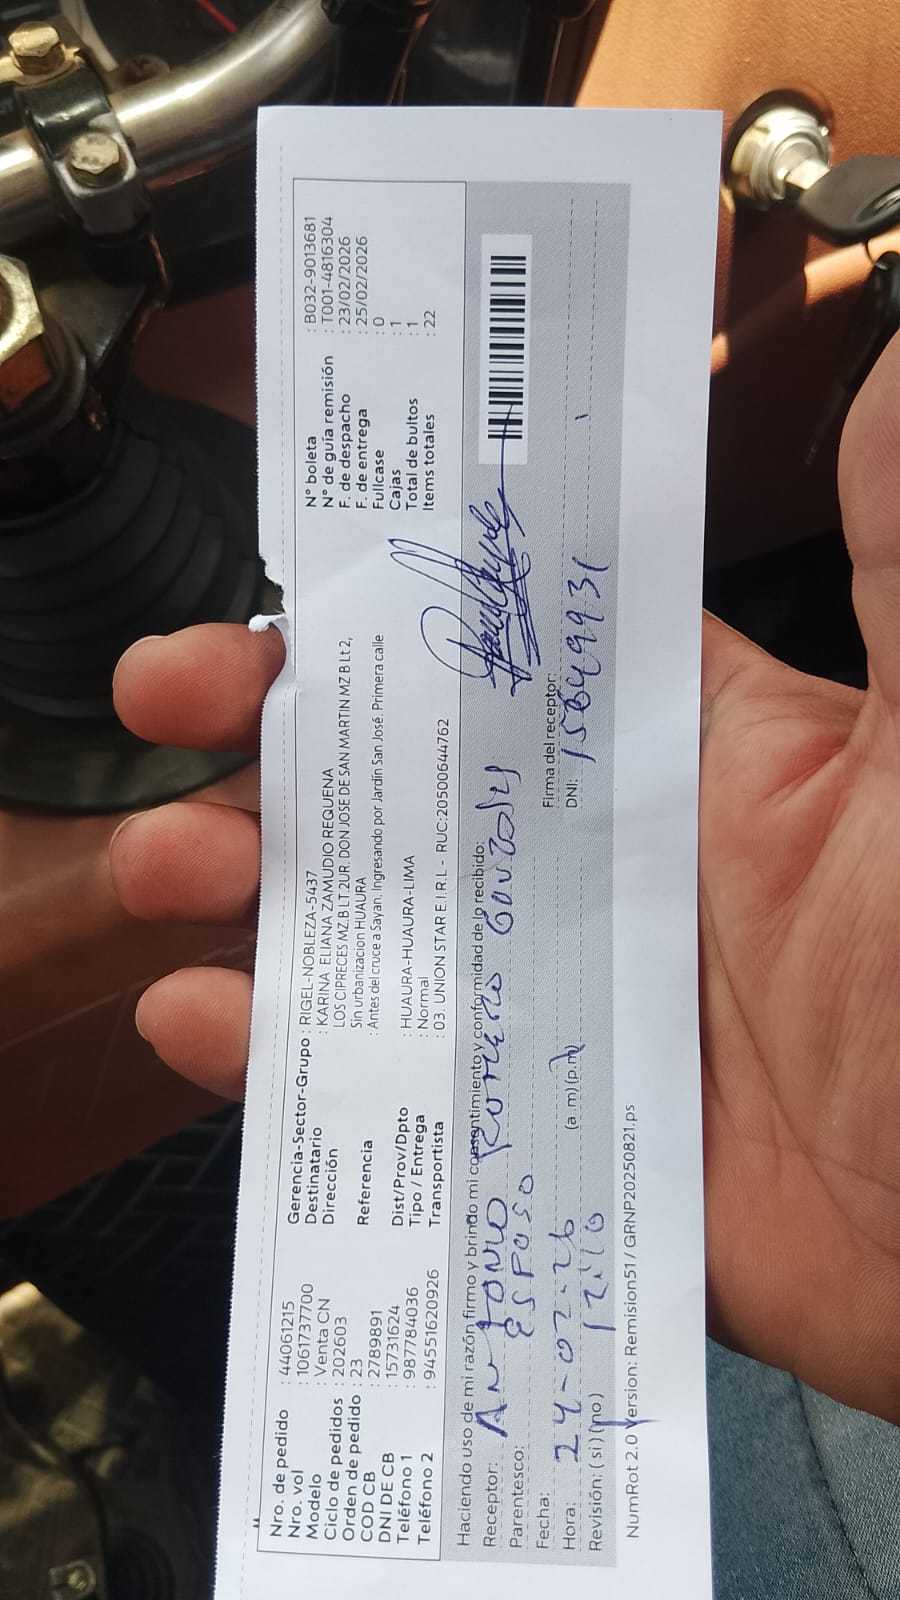 Nro. de pedido : 44061215
Nro. vol : 1061737700
Modelo : Venta CN
Ciclo de pedidos : 202603
Orden de pedido : 23
COD CB : 2789891
DNI DE CB : 15731624
Teléfono 1 : 987784036
Teléfono 2 : 94551620926
Gerencia-Sector-Grupo : RIGEL-NOBLEZA-5437
Destinatario : KARINA ELIANA ZAMUDIO REQUENA
Dirección LOS CIPRECES MZ.B LT.2UR. DON JOSE DE SAN MARTIN MZ B Lt 2,
Sin urbanizacion HUAURA
Referencia : Antes del cruce a Sayan. Ingresando por Jardín San José. Primera calle
Dist/Prov/Dpto : HUAURA-HUAURA-LIMA
Tipo / Entrega : Normal
Transportista : 03. UNION STAR E.I.R.L - RUC:20500644762
N° boleta : B032-9013681
N° de guía remisión : T001-4816304
F. de despacho : 23/02/2026
F. de entrega : 25/02/2026
Fullcase : 0
Cajas : 1
Total de bultos : 1
Items totales : 22
Haciendo uso de mi razón firmo y brindo mi consentimiento y conformidad de lo recibido:
Receptor: ANTONIO ROMERO
Parentesco: ESPOSO
Fecha: 24-02-26
Hora: 12:10 (a.m) (p.m)
Revisión: (si) (no)
Firma del receptor:
DNI: 15649931
NumRot 2.0 Version: Remision51 / GRNP20250821.ps